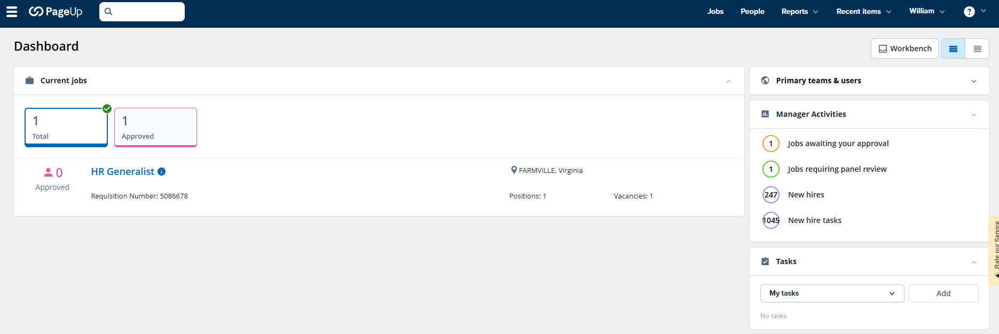 PageUp
Jobs People Reports Recent items William ?
Dashboard
Workbench
Current jobs
1
Total
1
Approved
0
Approved
HR Generalist
FARMVILLE, Virginia
Requisition Number: 5086678
Positions: 1
Vacancies: 1
Primary teams & users
Manager Activities
1 Jobs awaiting your approval
1 Jobs requiring panel review
247 New hires
1045 New hire tasks
Tasks
My tasks
Add
No tasks
Rate our Service